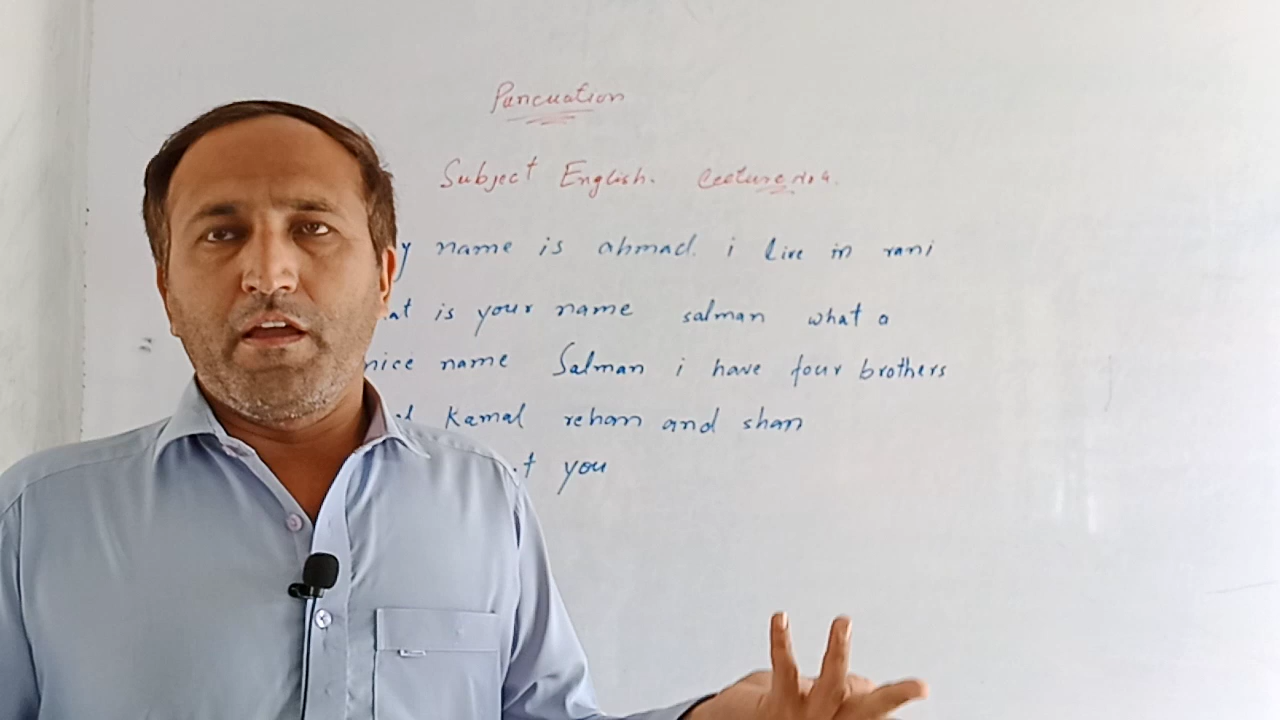 Pancuation
Subject English. Lecture No 4.
y name is ahmad. i live in rani
at is your name salman what a
nice name Salman i have four brothers
Kamal rehan and shan
t you